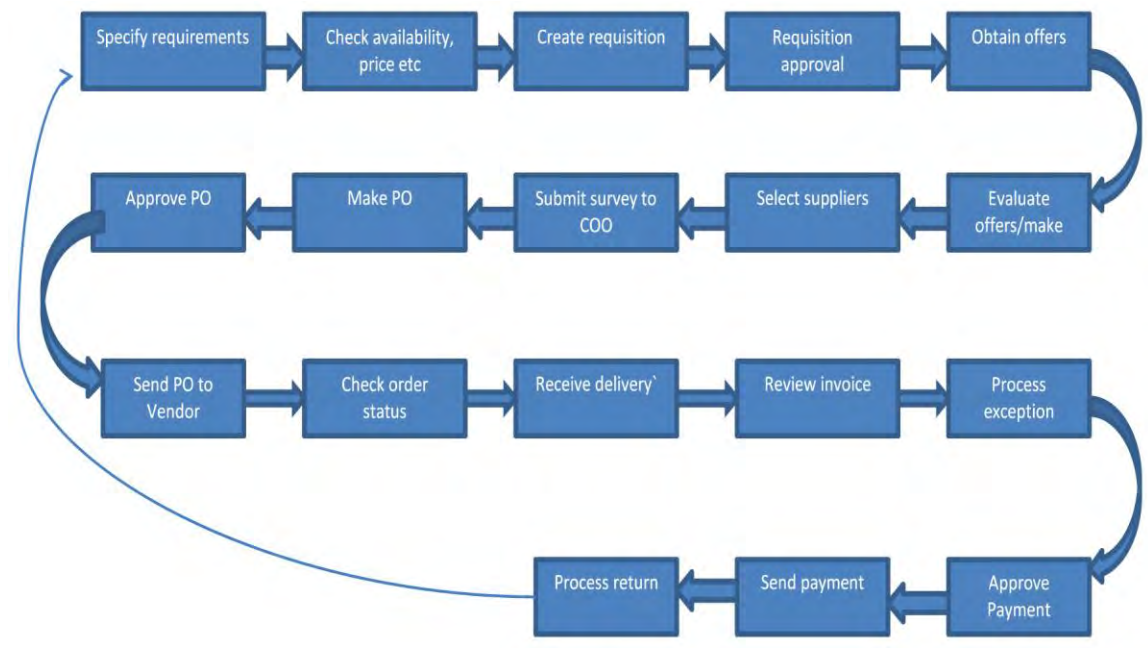 Specify requirements
Check availability,
price etc
Create requisition
Requisition
approval
Obtain offers
Evaluate
offers/make
Select suppliers
Submit survey to
COO
Make PO
Approve PO
Send PO to
Vendor
Check order
status
Receive delivery`
Review invoice
Process
exception
Approve
Payment
Send payment
Process return